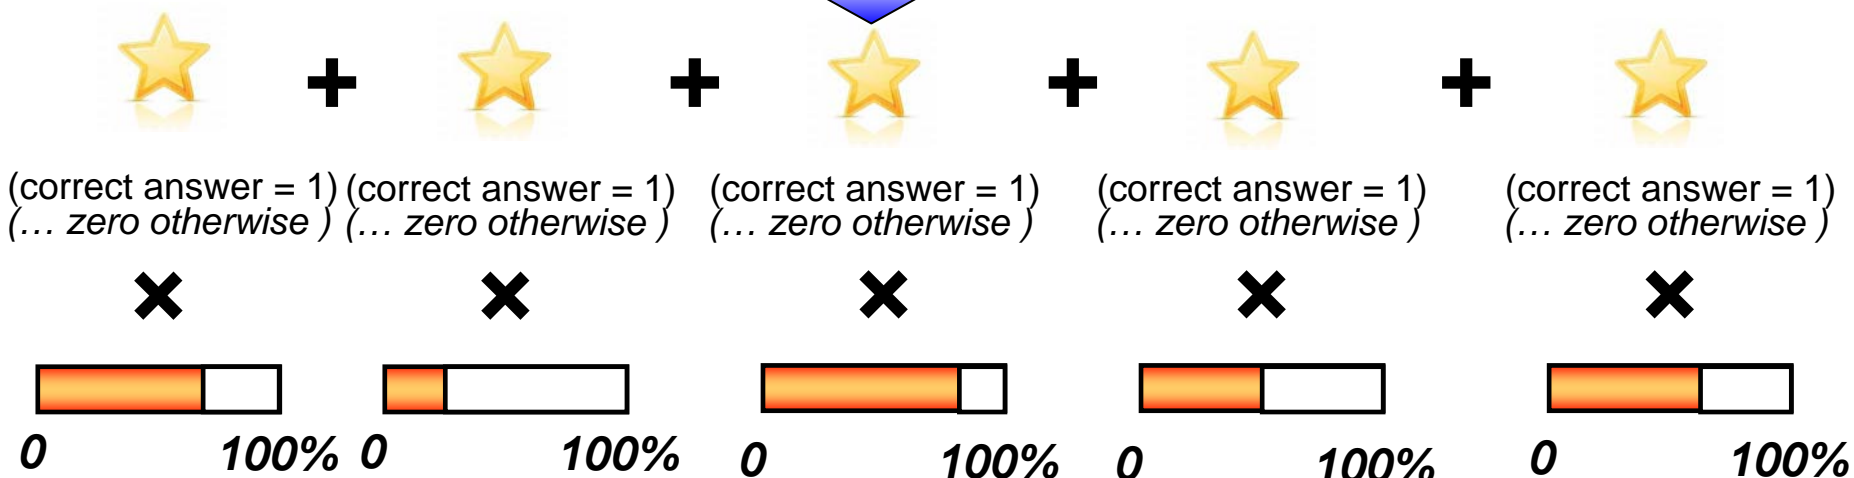 + + + +
(correct answer = 1) (correct answer = 1) (correct answer = 1) (correct answer = 1) (correct answer = 1)
(... zero otherwise ) (... zero otherwise ) (... zero otherwise ) (... zero otherwise ) (... zero otherwise )
× × × × ×
0 100% 0 100% 0 100% 0 100% 0 100%